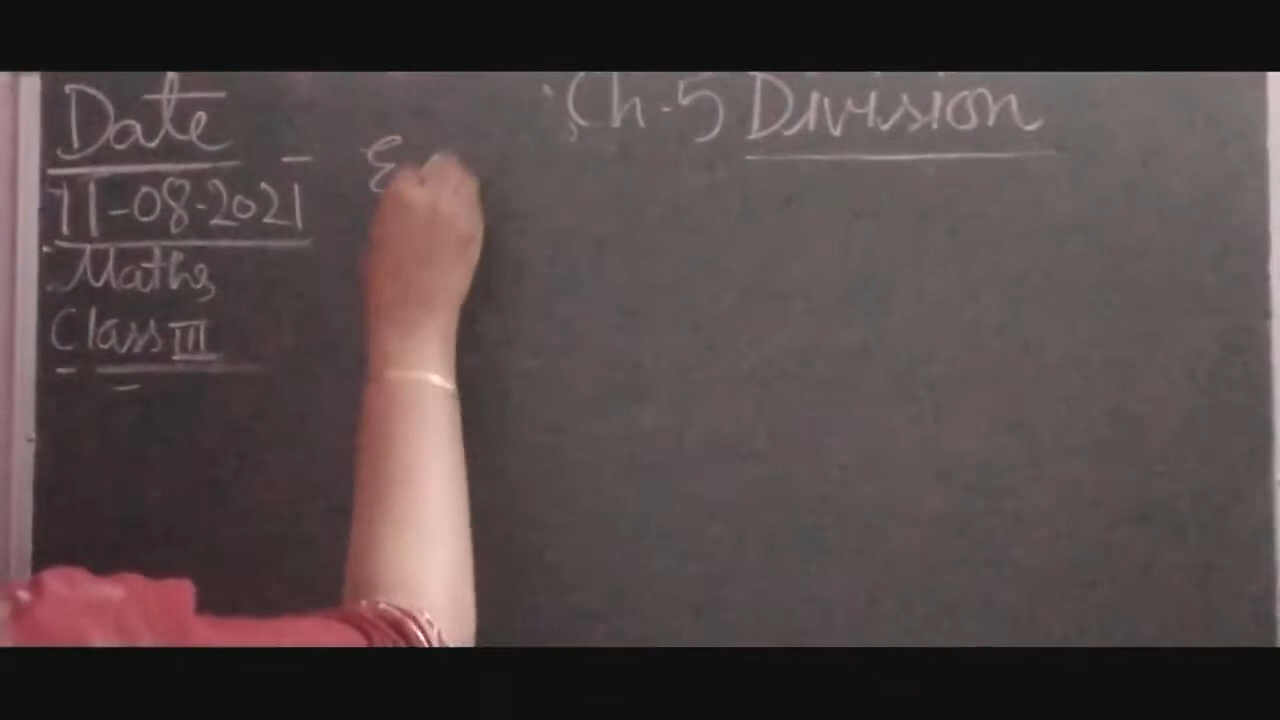 Date
11-08-2021
Maths
Class III
Ch-5 Division
E